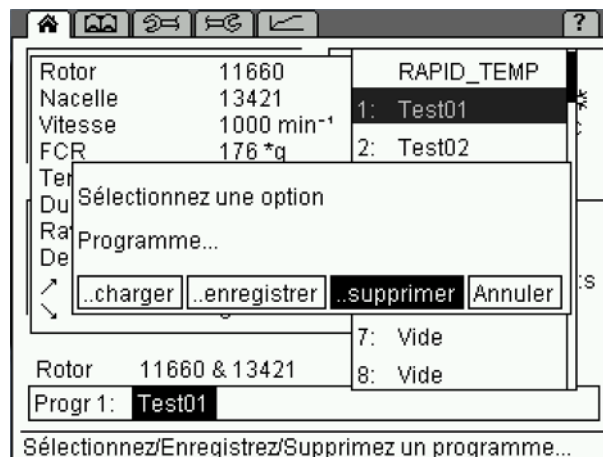 ?
Rotor 11660
Nacelle 13421
Vitesse 1000 min⁻¹
FCR 176 *g
RAPID_TEMP
1: Test01
2: Test02
Sélectionnez une option
Programme...
..charger ..enregistrer ..supprimer Annuler
7: Vide
8: Vide
Rotor 11660 & 13421
Progr 1: Test01
Sélectionnez/Enregistrez/Supprimez un programme...